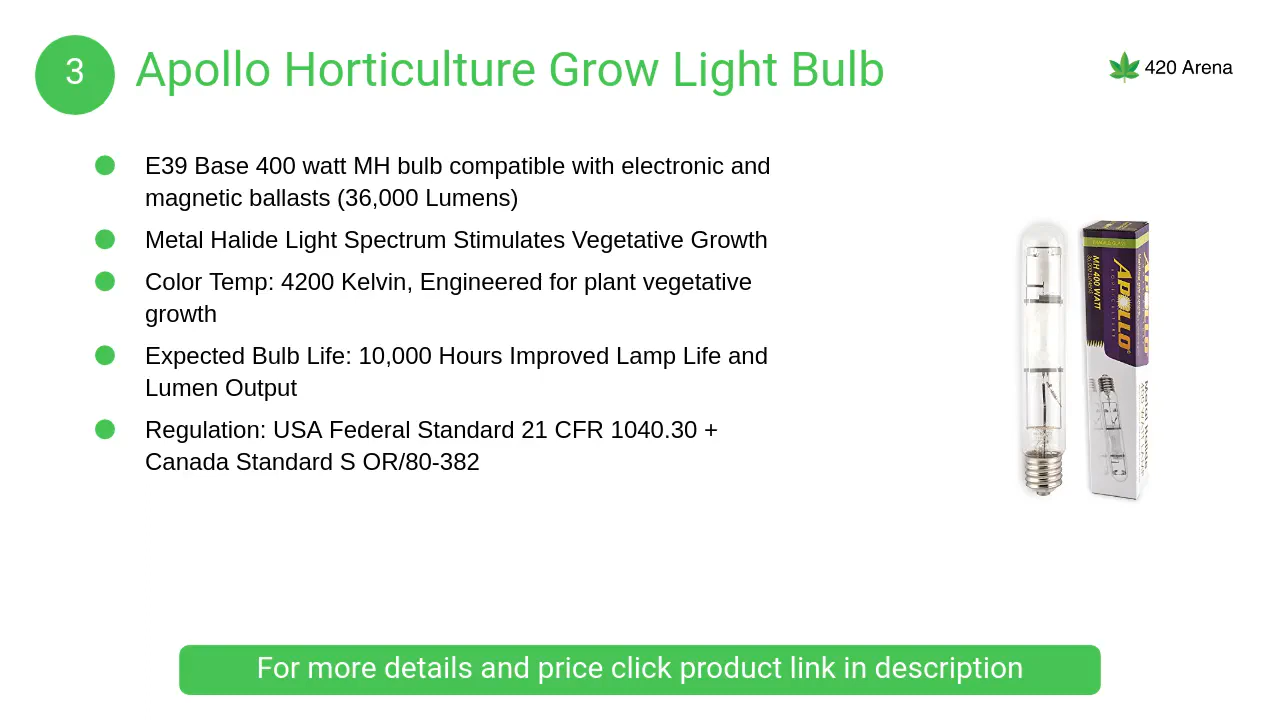 3
Apollo Horticulture Grow Light Bulb
420 Arena
E39 Base 400 watt MH bulb compatible with electronic and
magnetic ballasts (36,000 Lumens)
Metal Halide Light Spectrum Stimulates Vegetative Growth
Color Temp: 4200 Kelvin, Engineered for plant vegetative
growth
Expected Bulb Life: 10,000 Hours Improved Lamp Life and
Lumen Output
Regulation: USA Federal Standard 21 CFR 1040.30 +
Canada Standard S OR/80-382
APOLLO
HORTICULTURE
MH 400 WATT
For more details and price click product link in description